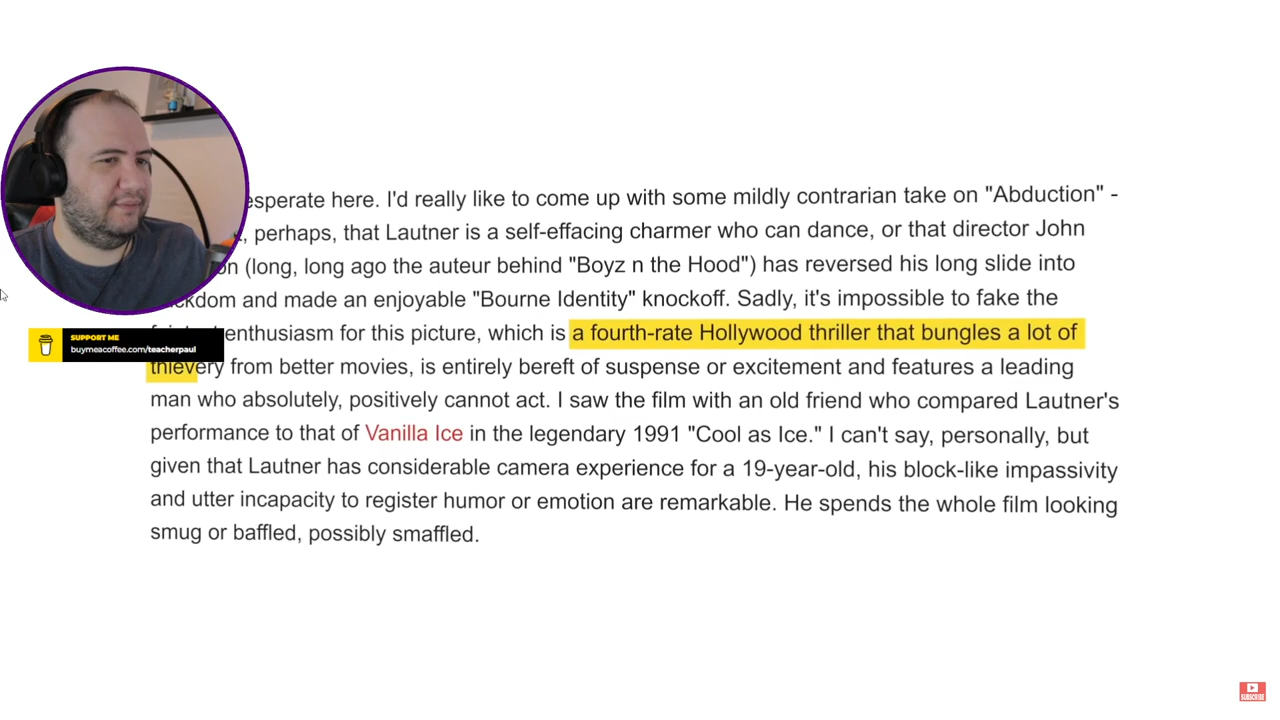 esperate here. I'd really like to come up with some mildly contrarian take on "Abduction" -
perhaps, that Lautner is a self-effacing charmer who can dance, or that director John
(long, long ago the auteur behind "Boyz n the Hood") has reversed his long slide into
kdom and made an enjoyable "Bourne Identity" knockoff. Sadly, it's impossible to fake the
enthusiasm for this picture, which is a fourth-rate Hollywood thriller that bungles a lot of
thievery from better movies, is entirely bereft of suspense or excitement and features a leading
man who absolutely, positively cannot act. I saw the film with an old friend who compared Lautner's
performance to that of Vanilla Ice in the legendary 1991 "Cool as Ice." I can't say, personally, but
given that Lautner has considerable camera experience for a 19-year-old, his block-like impassivity
and utter incapacity to register humor or emotion are remarkable. He spends the whole film looking
smug or baffled, possibly smaffled.
SUPPORT ME
buymeacoffee.com/teacherpaul
SUBSCRIBE